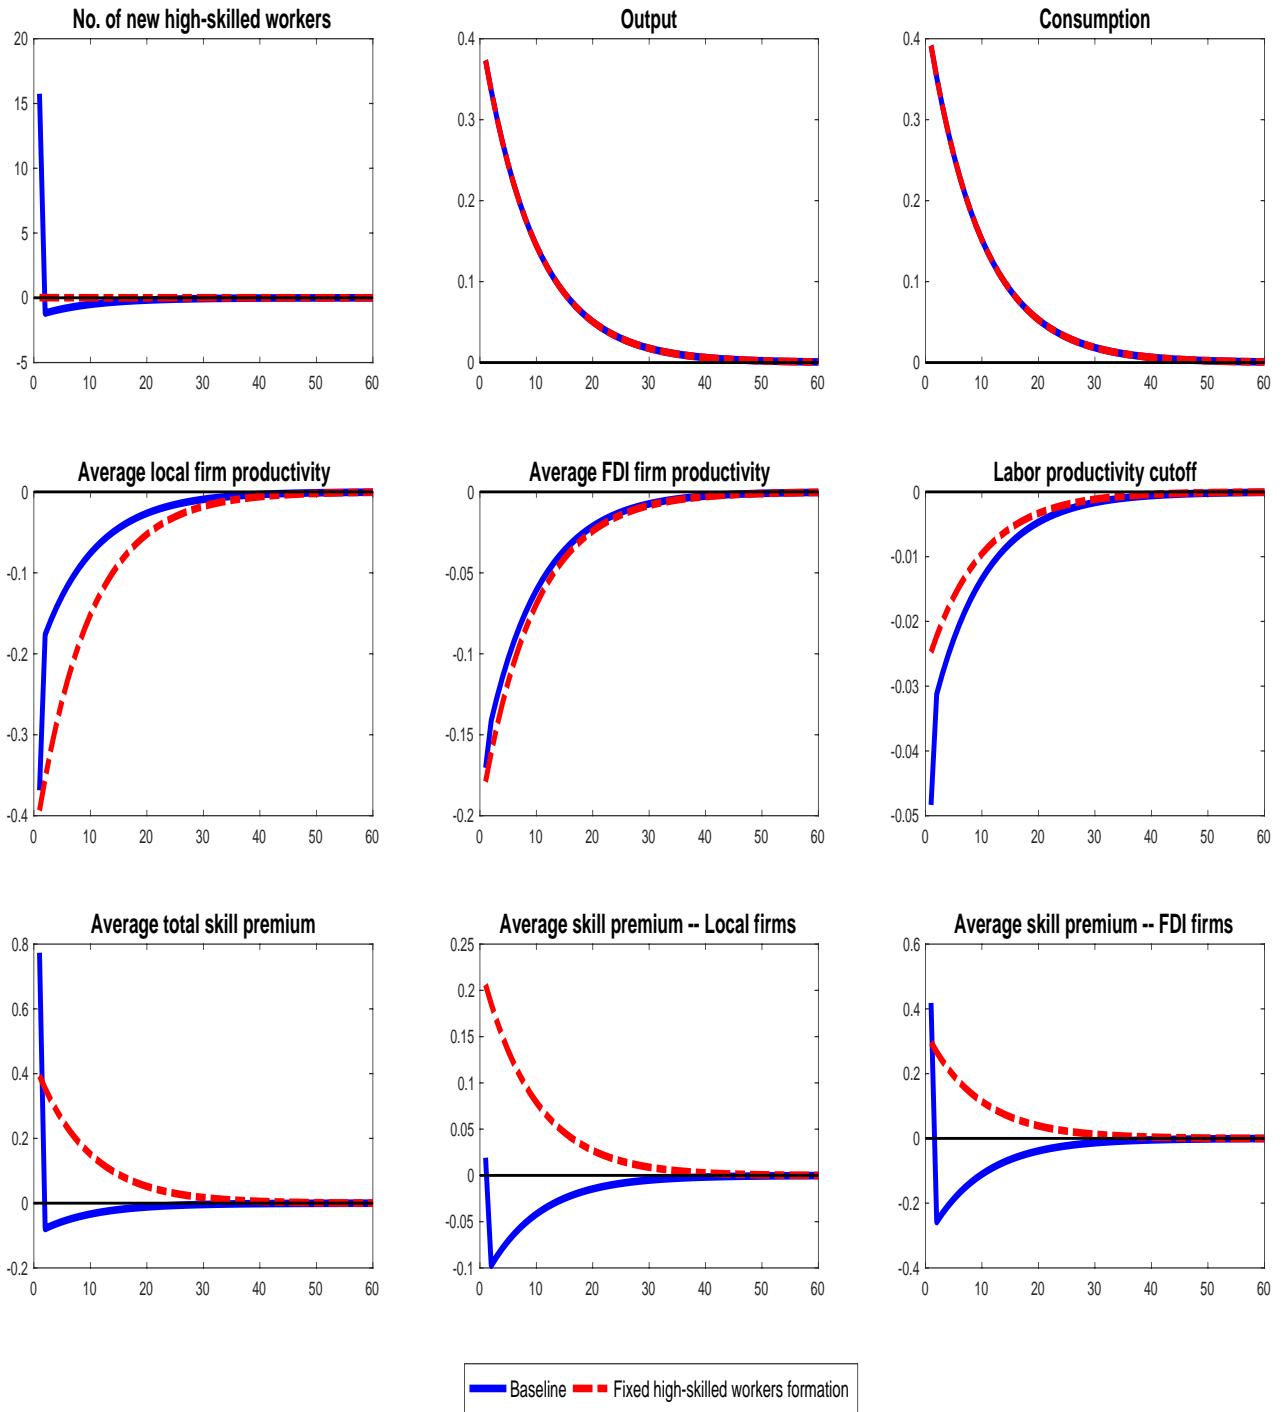 No. of new high-skilled workers
Output
Consumption
20
15
10
5
0
-5
0 10 20 30 40 50 60
0.4
0.3
0.2
0.1
0
0 10 20 30 40 50 60
0.4
0.3
0.2
0.1
0
0 10 20 30 40 50 60
Average local firm productivity
Average FDI firm productivity
Labor productivity cutoff
0
-0.1
-0.2
-0.3
-0.4
0 10 20 30 40 50 60
0
-0.05
-0.1
-0.15
-0.2
0 10 20 30 40 50 60
0
-0.01
-0.02
-0.03
-0.04
-0.05
0 10 20 30 40 50 60
Average total skill premium
Average skill premium -- Local firms
Average skill premium -- FDI firms
0.8
0.6
0.4
0.2
0
-0.2
0 10 20 30 40 50 60
0.25
0.2
0.15
0.1
0.05
0
-0.05
-0.1
0 10 20 30 40 50 60
0.6
0.4
0.2
0
-0.2
-0.4
0 10 20 30 40 50 60
Baseline
Fixed high-skilled workers formation